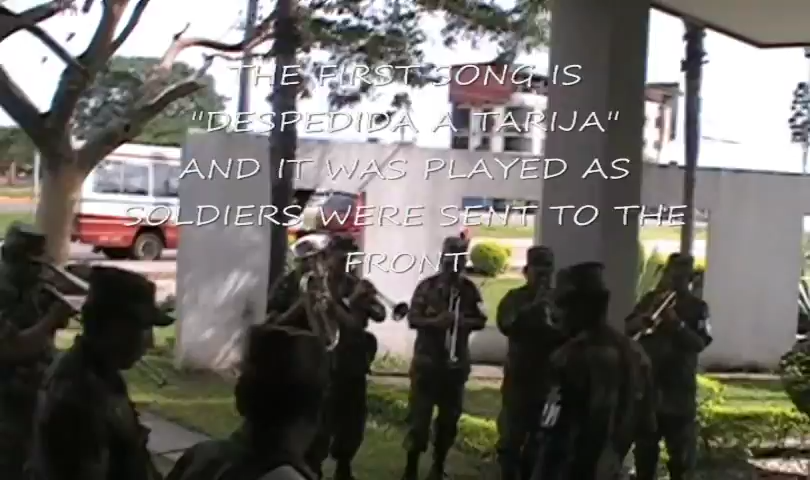 THE FIRST SONG IS
"DESPEDIDA A TARIJA"
AND IT WAS PLAYED AS
SOLDIERS WERE SENT TO THE
FRONT